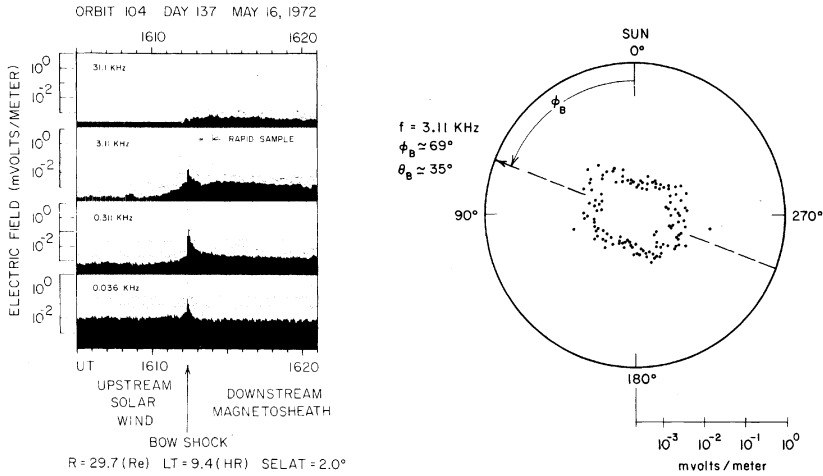 ORBIT 104 DAY 137 MAY 16, 1972
1610 1620
31.1 KHz
10⁰
10⁻²
3.11 KHz
RAPID SAMPLE
10⁰
10⁻²
0.311 KHz
10⁰
10⁻²
0.036 KHz
10⁰
10⁻²
ELECTRIC FIELD (mVOLTS/METER)
UT 1610 1620
UPSTREAM
SOLAR
WIND
DOWNSTREAM
MAGNETOSHEATH
BOW SHOCK
R = 29.7 (Re) LT = 9.4 (HR) SELAT = 2.0°
SUN
0°
ϕB
f = 3.11 KHz
ϕB ≃ 69°
θB ≃ 35°
90°
270°
180°
10⁻³ 10⁻² 10⁻¹ 10⁰
mvolts / meter